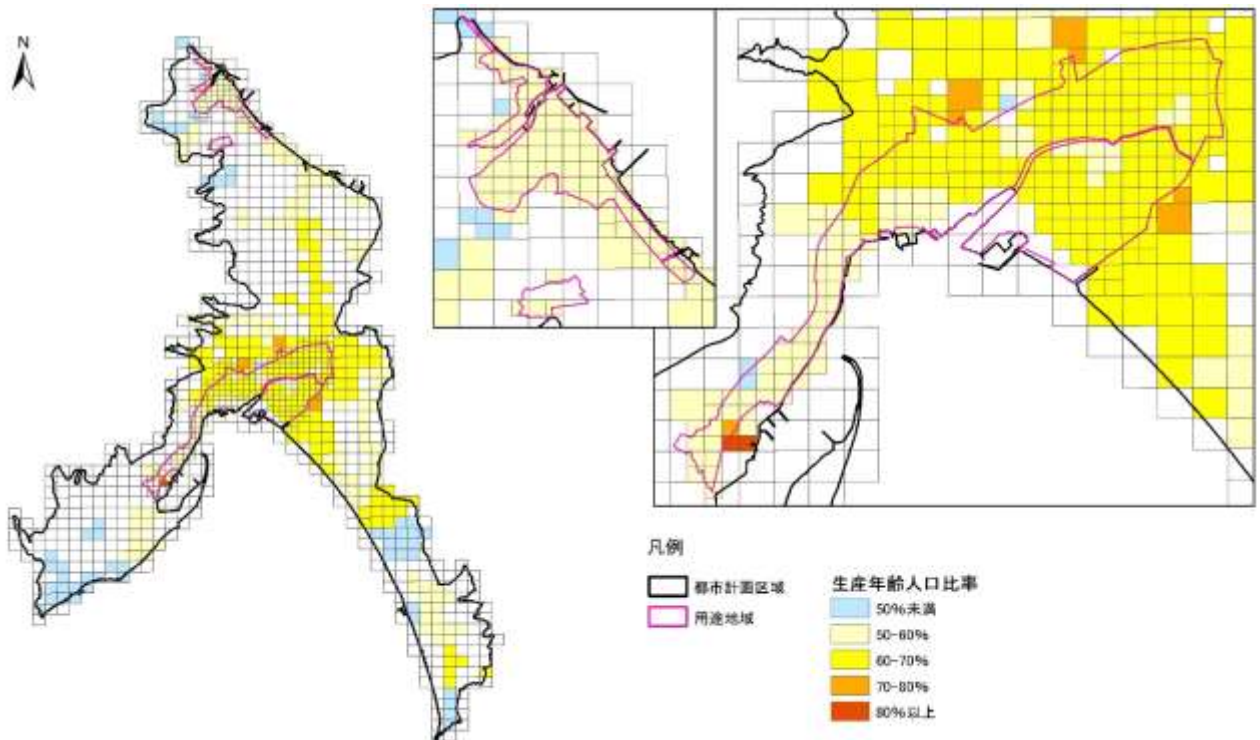 N
凡例
都市計画区域
用途地域
生産年齢人口比率
50%未満
50-60%
60-70%
70-80%
80%以上